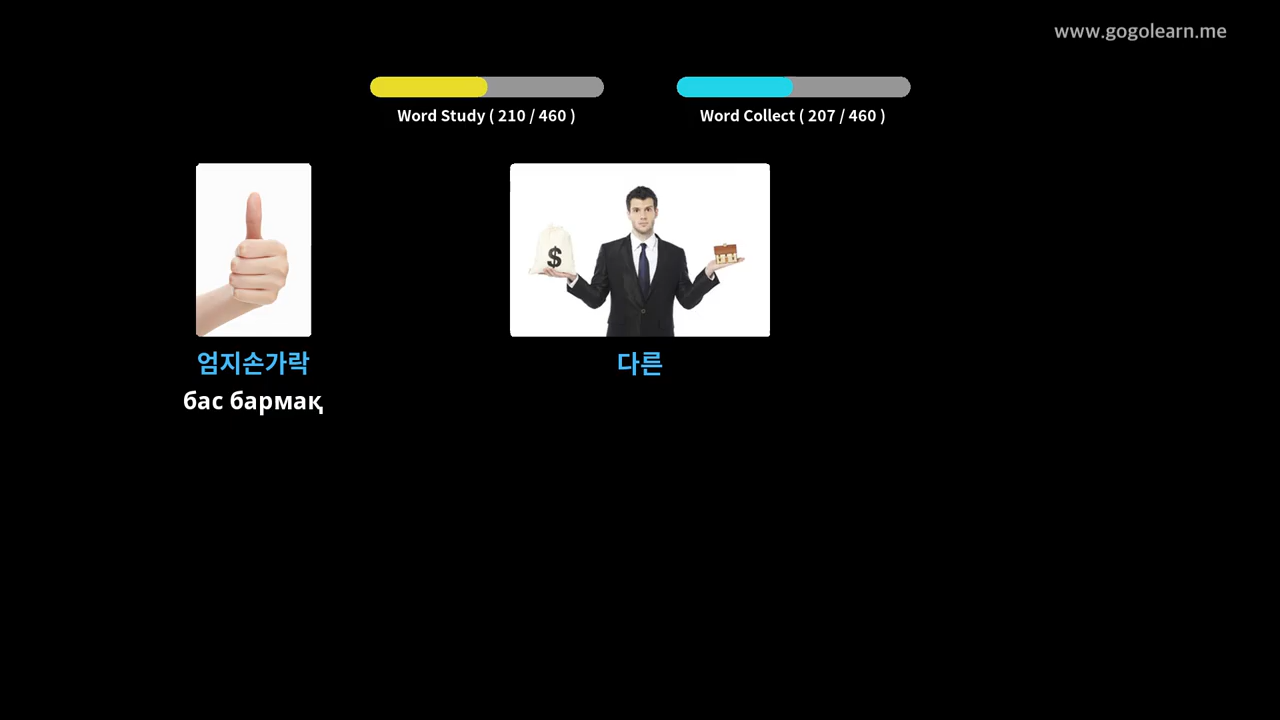 www.gogolearn.me
Word Study ( 210 / 460 )
Word Collect ( 207 / 460 )
$
엄지손가락
다른
бас бармақ